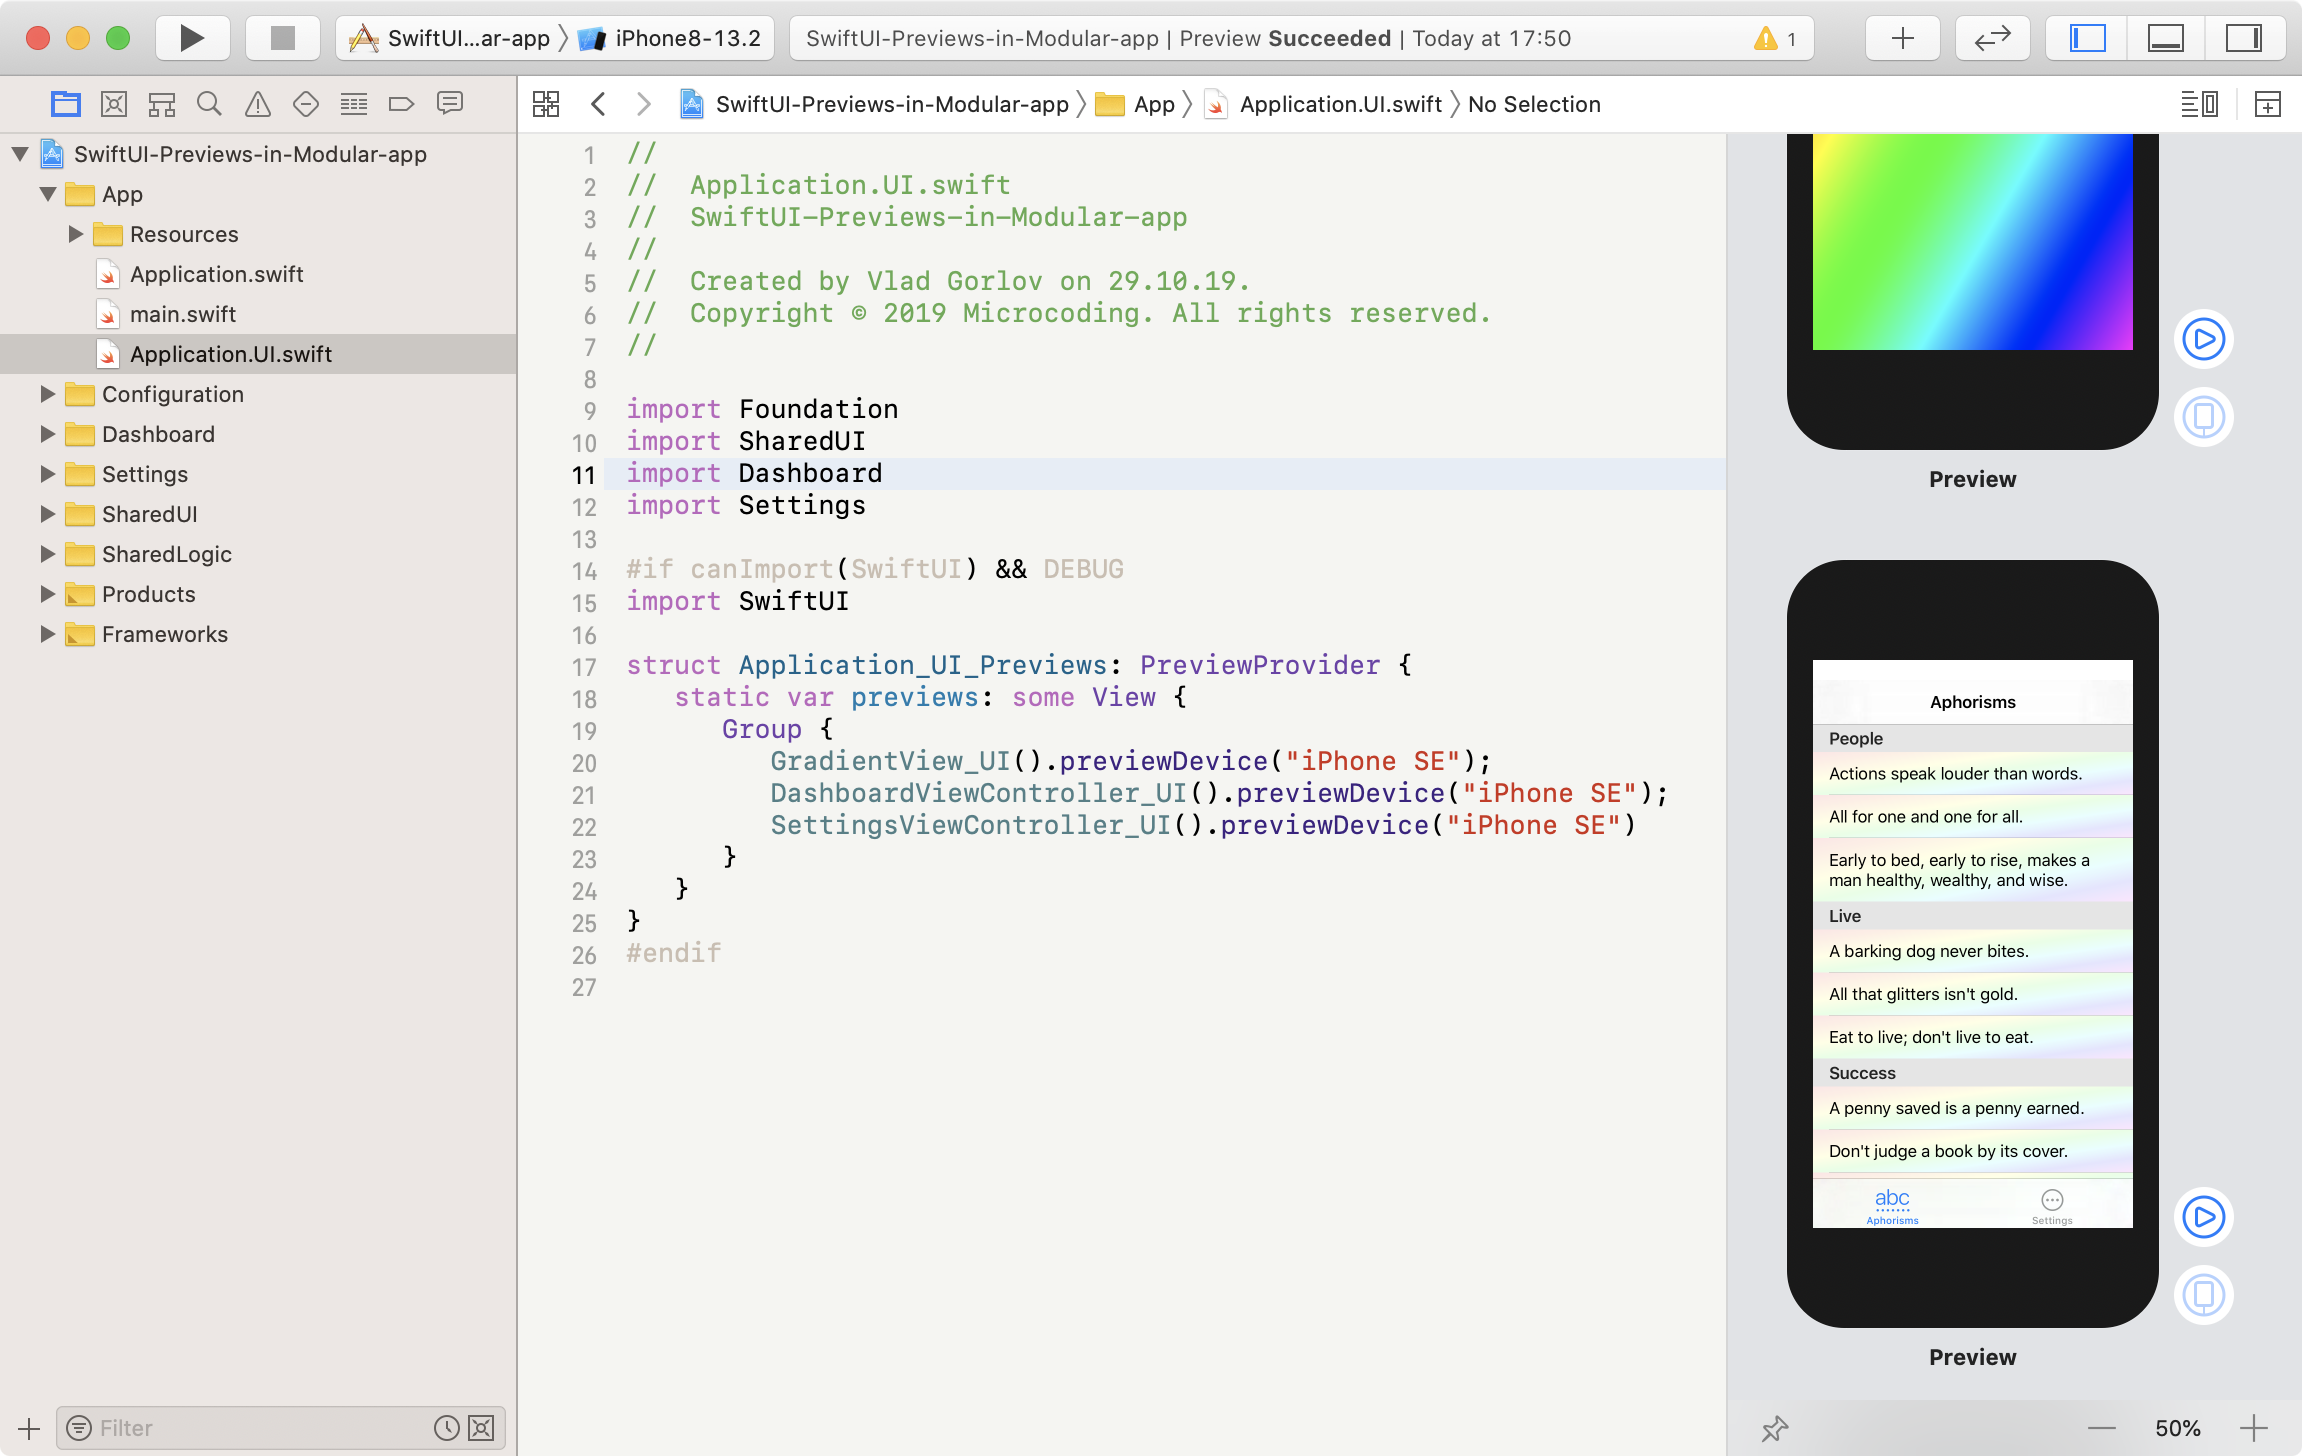 SwiftUI...ar-app 〉 iPhone8-13.2
SwiftUI-Previews-in-Modular-app | Preview Succeeded | Today at 17:50
1
SwiftUI-Previews-in-Modular-app 〉 App 〉 Application.UI.swift 〉 No Selection
SwiftUI-Previews-in-Modular-app
App
Resources
Application.swift
main.swift
Application.UI.swift
Configuration
Dashboard
Settings
SharedUI
SharedLogic
Products
Frameworks
Filter
1 //
2 //  Application.UI.swift
3 //  SwiftUI-Previews-in-Modular-app
4 //
5 //  Created by Vlad Gorlov on 29.10.19.
6 //  Copyright © 2019 Microcoding. All rights reserved.
7 //
8
9 import Foundation
10 import SharedUI
11 import Dashboard
12 import Settings
13
14 #if canImport(SwiftUI) && DEBUG
15 import SwiftUI
16
17 struct Application_UI_Previews: PreviewProvider {
18    static var previews: some View {
19       Group {
20          GradientView_UI().previewDevice("iPhone SE");
21          DashboardViewController_UI().previewDevice("iPhone SE");
22          SettingsViewController_UI().previewDevice("iPhone SE")
23       }
24    }
25 }
26 #endif
27
Preview
Aphorisms
People
Actions speak louder than words.
All for one and one for all.
Early to bed, early to rise, makes a
man healthy, wealthy, and wise.
Live
A barking dog never bites.
All that glitters isn't gold.
Eat to live; don't live to eat.
Success
A penny saved is a penny earned.
Don't judge a book by its cover.
abc
Aphorisms
Settings
Preview
50%